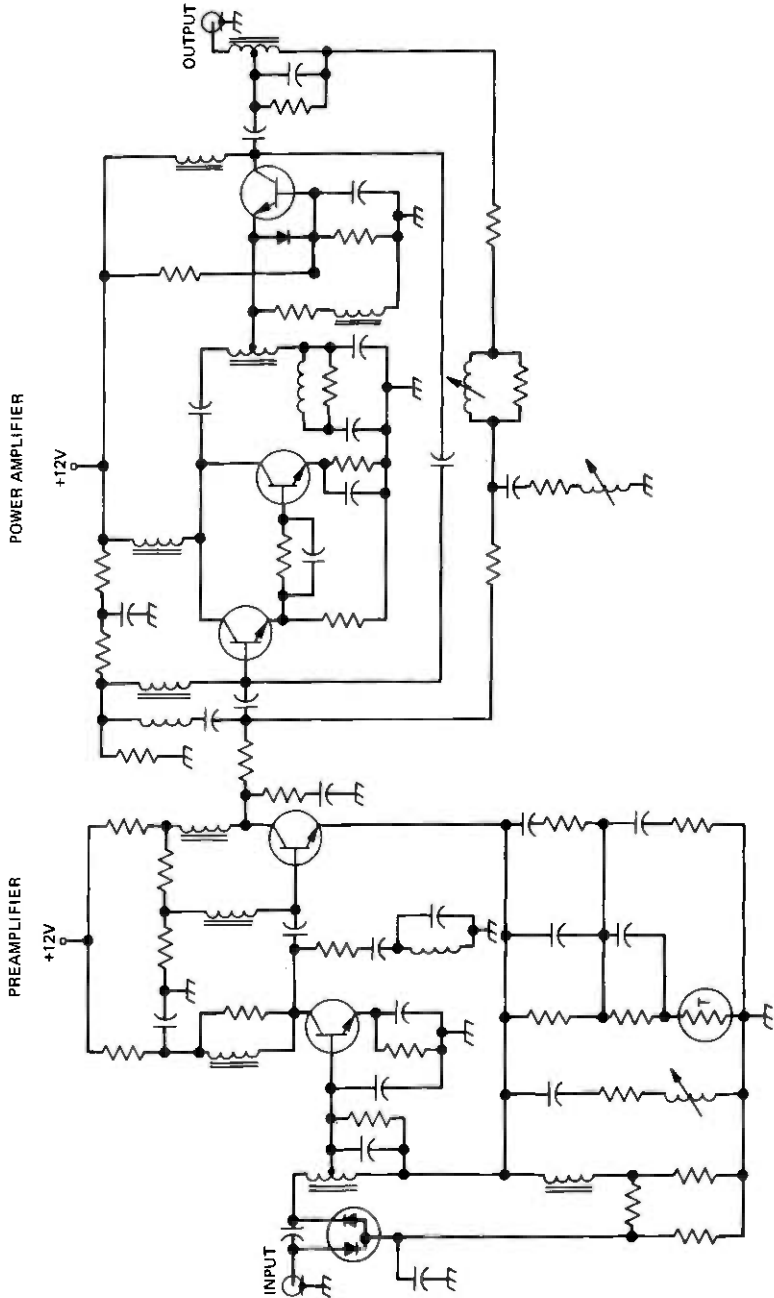 PREAMPLIFIER
+12V
INPUT
T
POWER AMPLIFIER
+12V
OUTPUT